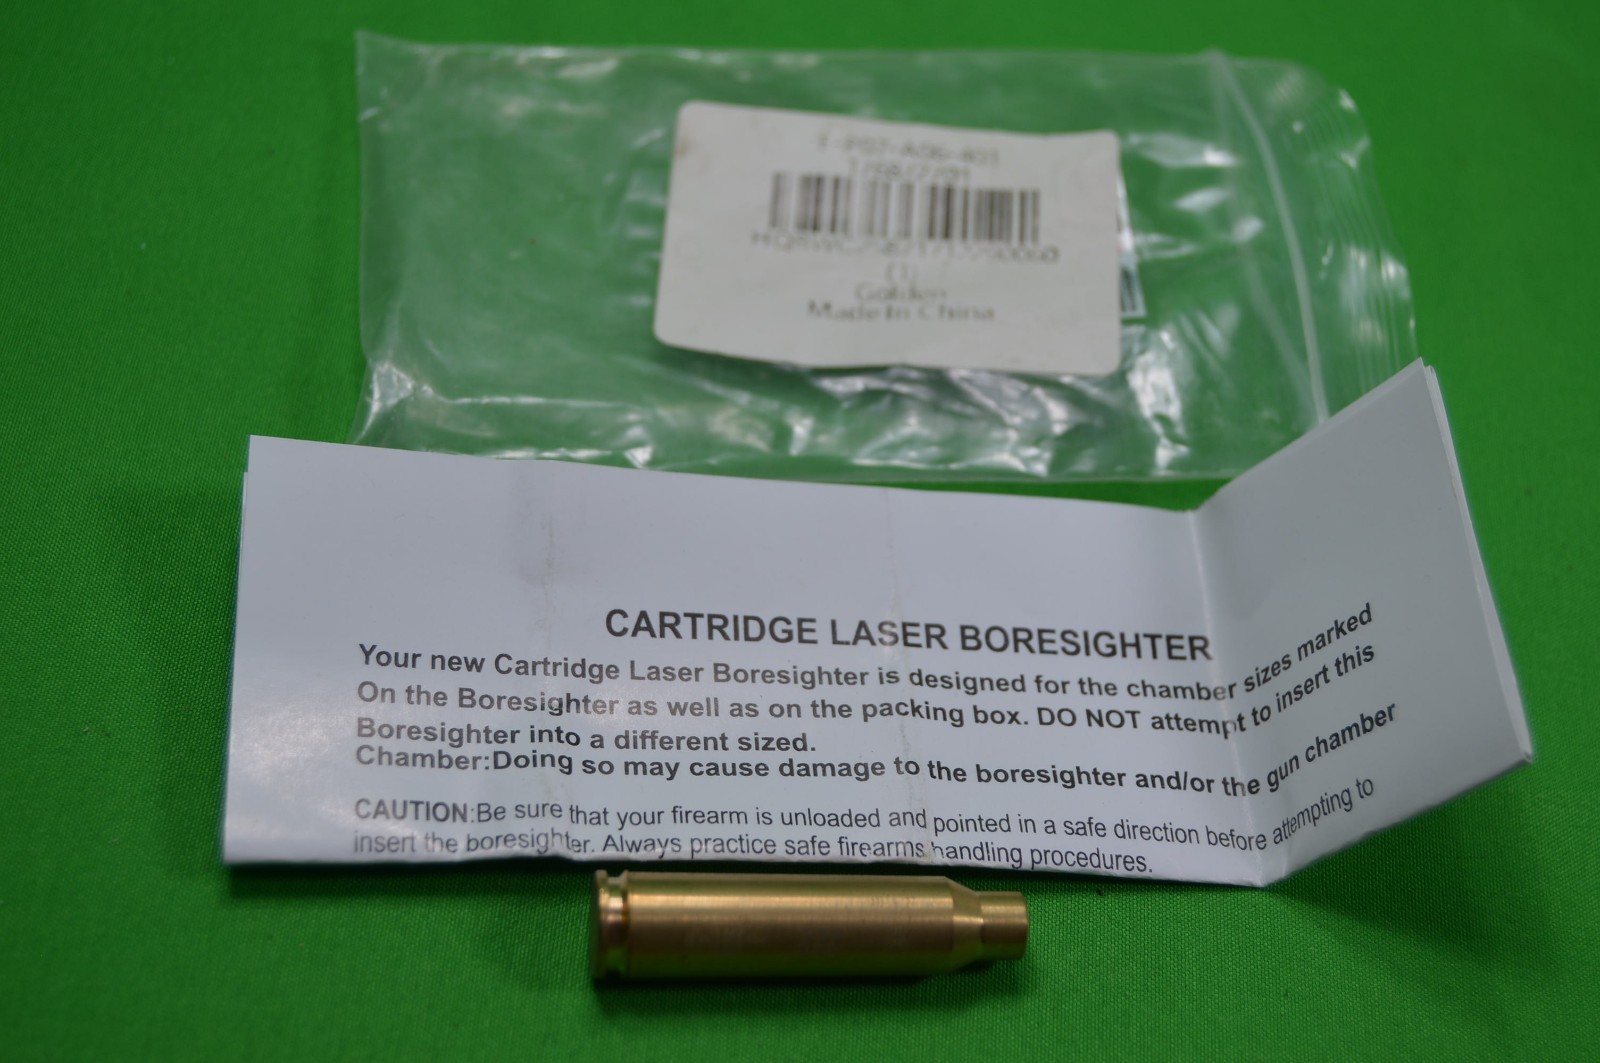 Golden
Made In China
CARTRIDGE LASER BORESIGHTER
Your new Cartridge Laser Boresighter is designed for the chamber sizes marked
On the Boresighter as well as on the packing box. DO NOT attempt to insert this
Boresighter into a different sized.
Chamber:Doing so may cause damage to the boresighter and/or the gun chamber
CAUTION:Be sure that your firearm is unloaded and pointed in a safe direction before attempting to
insert the boresighter. Always practice safe firearms handling procedures.